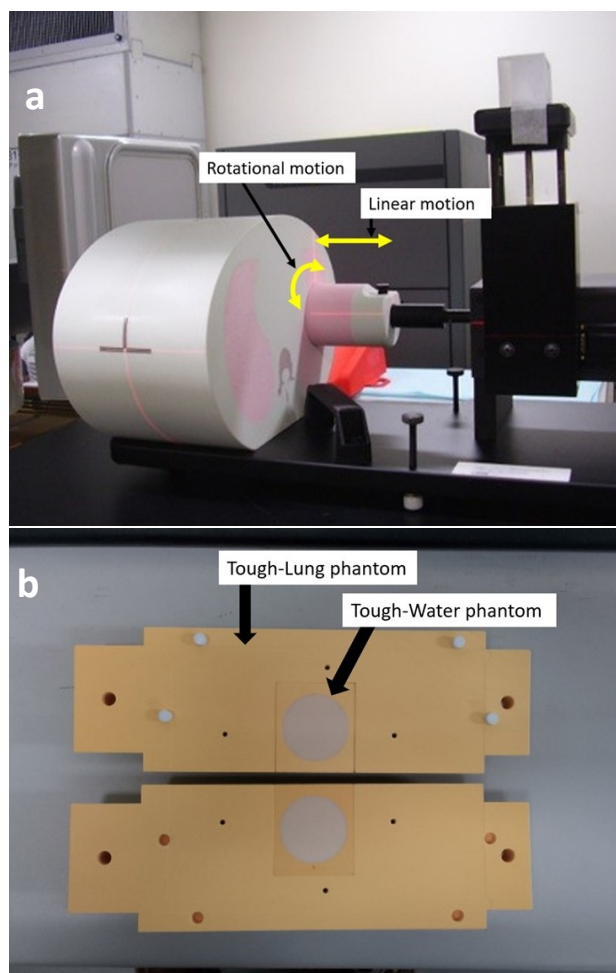 a
Rotational motion
Linear motion
b
Tough-Lung phantom
Tough-Water phantom